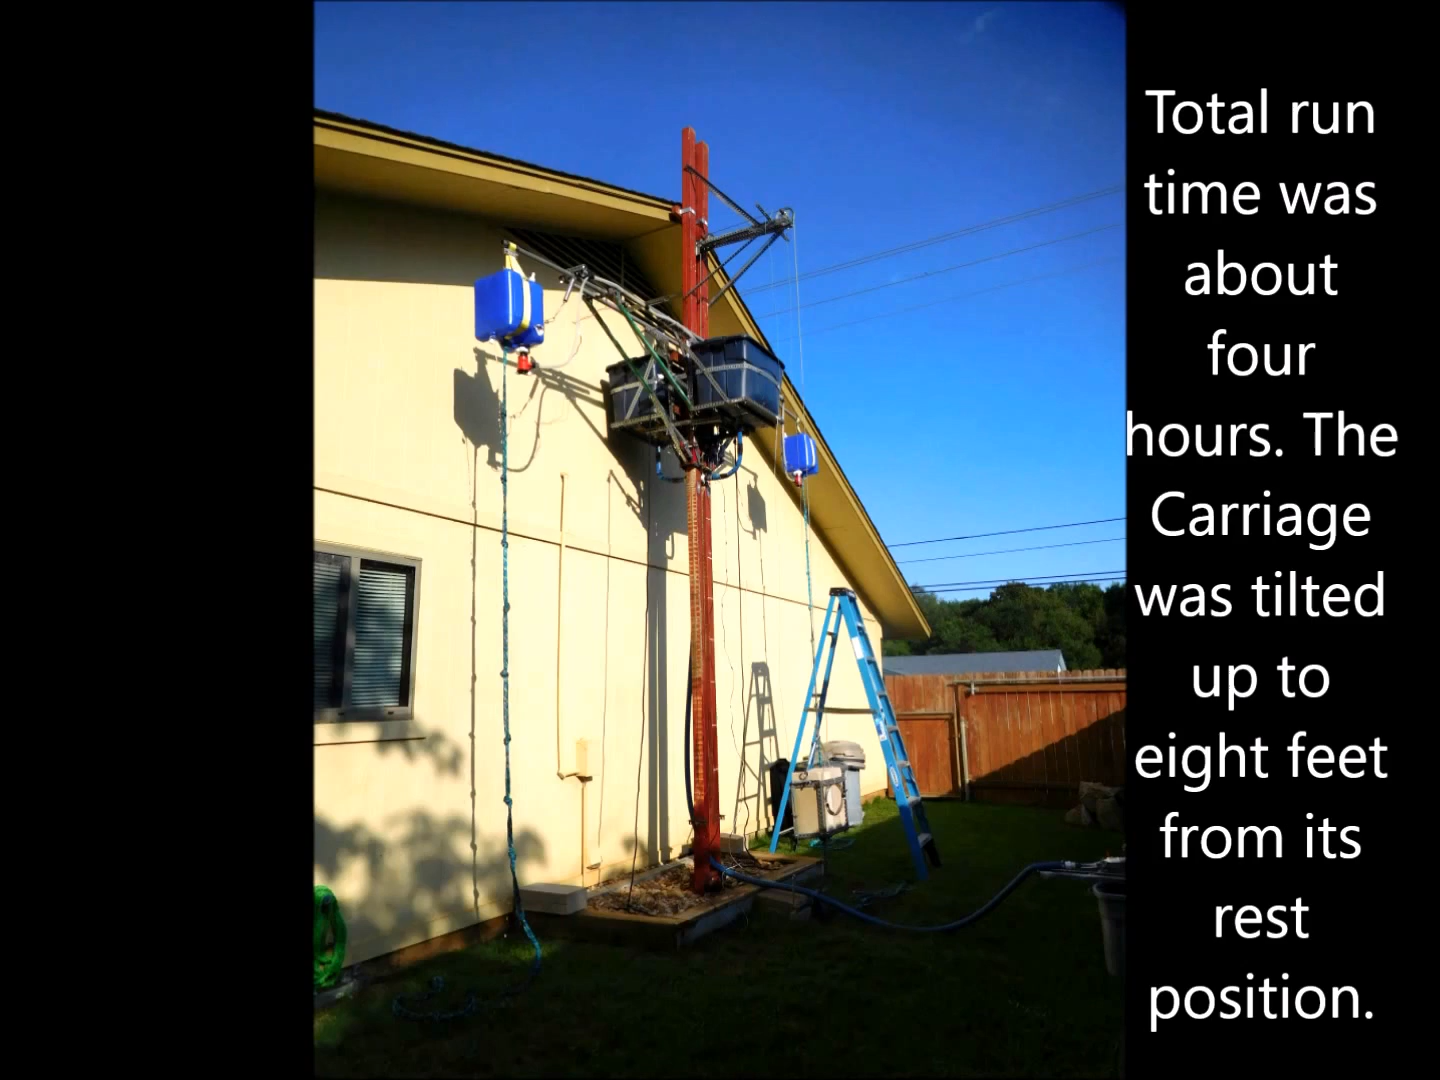 Total run
time was
about
four
hours. The
Carriage
was tilted
up to
eight feet
from its
rest
position.